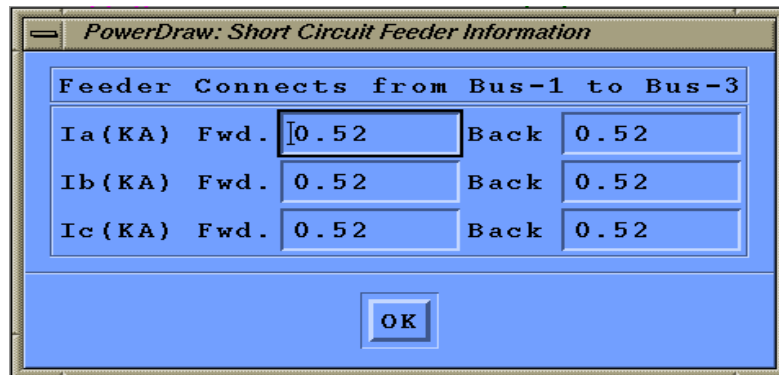 PowerDraw: Short Circuit Feeder Information
Feeder Connects from Bus-1 to Bus-3
Ia(KA) Fwd. 0.52 Back 0.52
Ib(KA) Fwd. 0.52 Back 0.52
Ic(KA) Fwd. 0.52 Back 0.52
OK